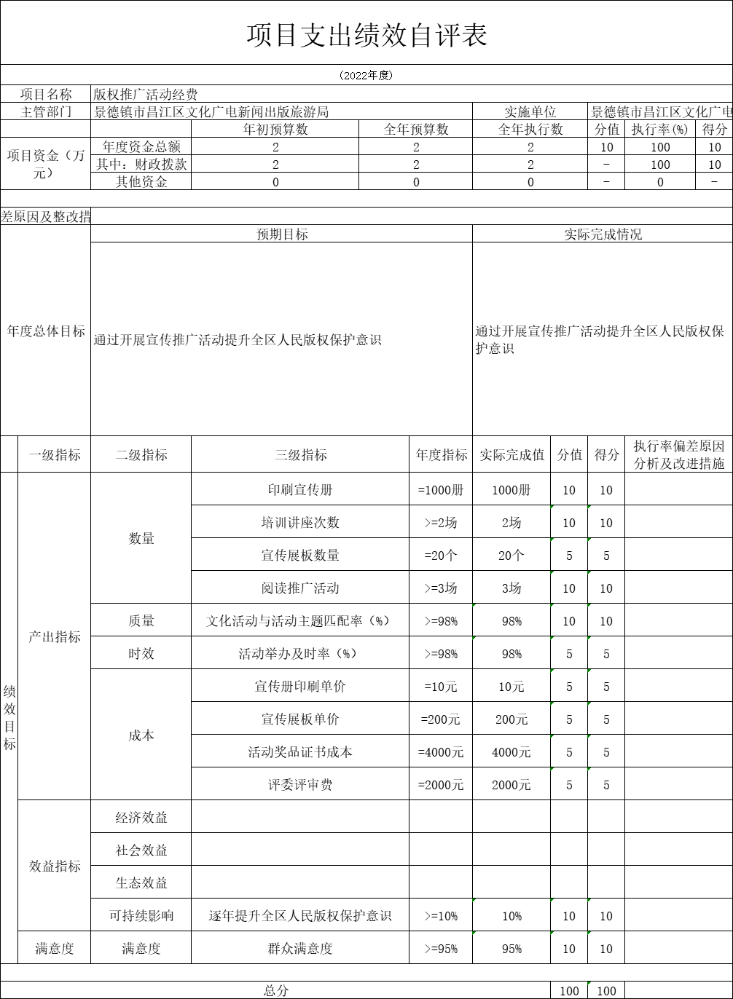 项目支出绩效自评表
(2022年度)
项目名称 版权推广活动经费
主管部门 景德镇市昌江区文化广电新闻出版旅游局 实施单位 景德镇市昌江区文化广电
项目资金（万元） 年初预算数 全年预算数 全年执行数 分值 执行率(%) 得分
年度资金总额 2 2 2 10 100 10
其中：财政拨款 2 2 2 - 100 10
其他资金 0 0 0 - 0 -
差原因及整改措
年度总体目标 预期目标 实际完成情况
通过开展宣传推广活动提升全区人民版权保护意识 通过开展宣传推广活动提升全区人民版权保
护意识
绩效目标 一级指标 二级指标 三级指标 年度指标 实际完成值 分值 得分 执行率偏差原因
分析及改进措施
产出指标 数量 印刷宣传册 =1000册 1000册 10 10
培训讲座次数 >=2场 2场 10 10
宣传展板数量 =20个 20个 5 5
阅读推广活动 >=3场 3场 10 10
质量 文化活动与活动主题匹配率（%） >=98% 98% 10 10
时效 活动举办及时率（%） >=98% 98% 5 5
成本 宣传册印刷单价 =10元 10元 5 5
宣传展板单价 =200元 200元 5 5
活动奖品证书成本 =4000元 4000元 5 5
评委评审费 =2000元 2000元 5 5
效益指标 经济效益
社会效益
生态效益
可持续影响 逐年提升全区人民版权保护意识 >=10% 10% 10 10
满意度 满意度 群众满意度 >=95% 95% 10 10
总分 100 100